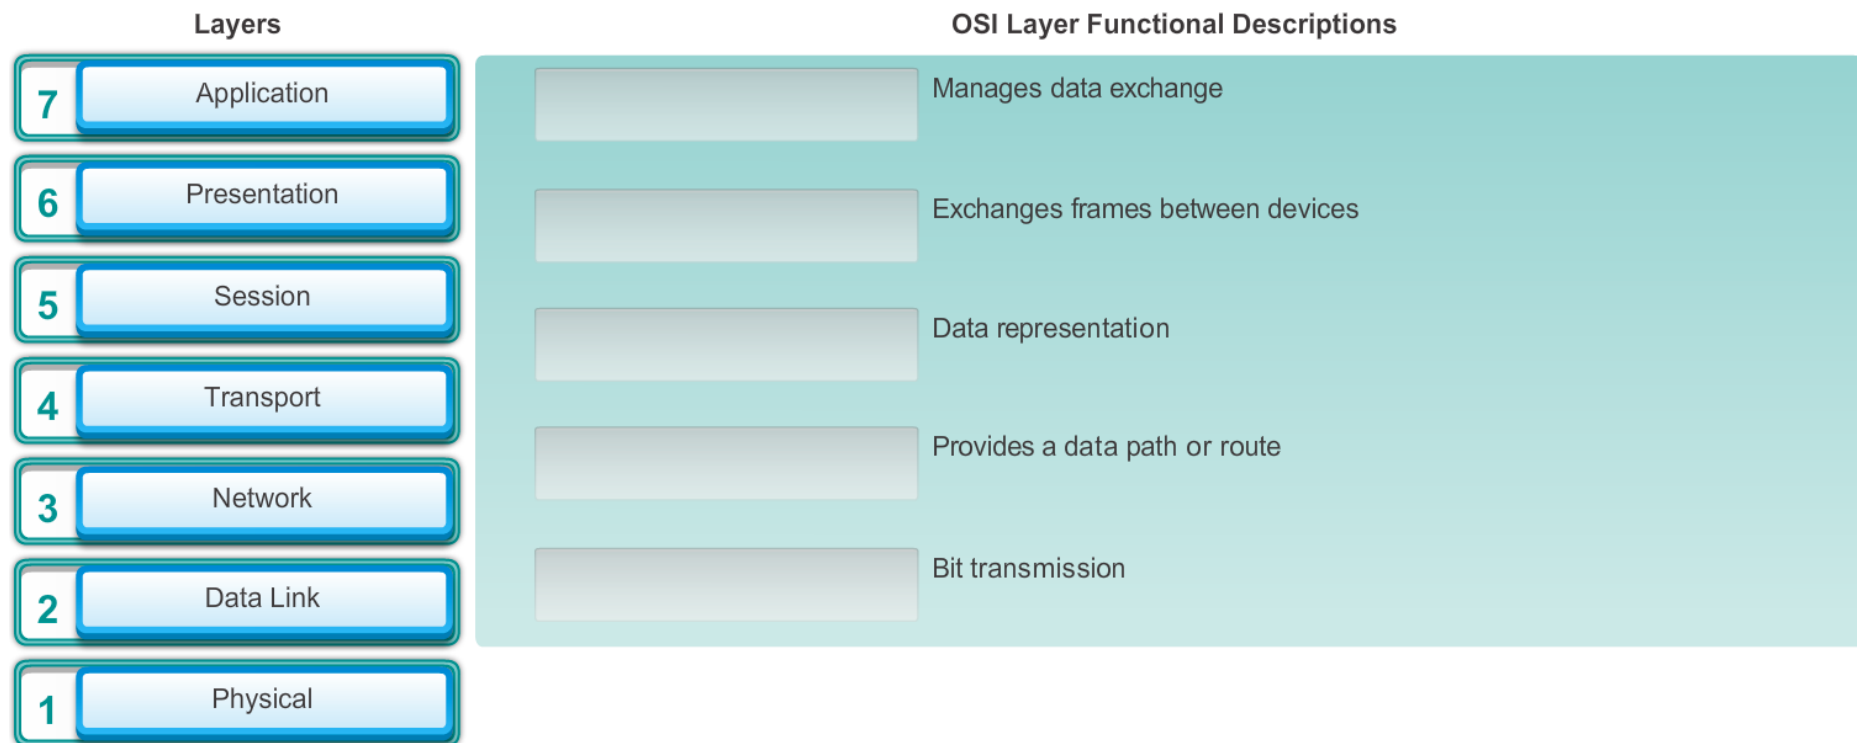 Layers
OSI Layer Functional Descriptions
7 Application
Manages data exchange
6 Presentation
Exchanges frames between devices
5 Session
Data representation
4 Transport
Provides a data path or route
3 Network
Bit transmission
2 Data Link
1 Physical